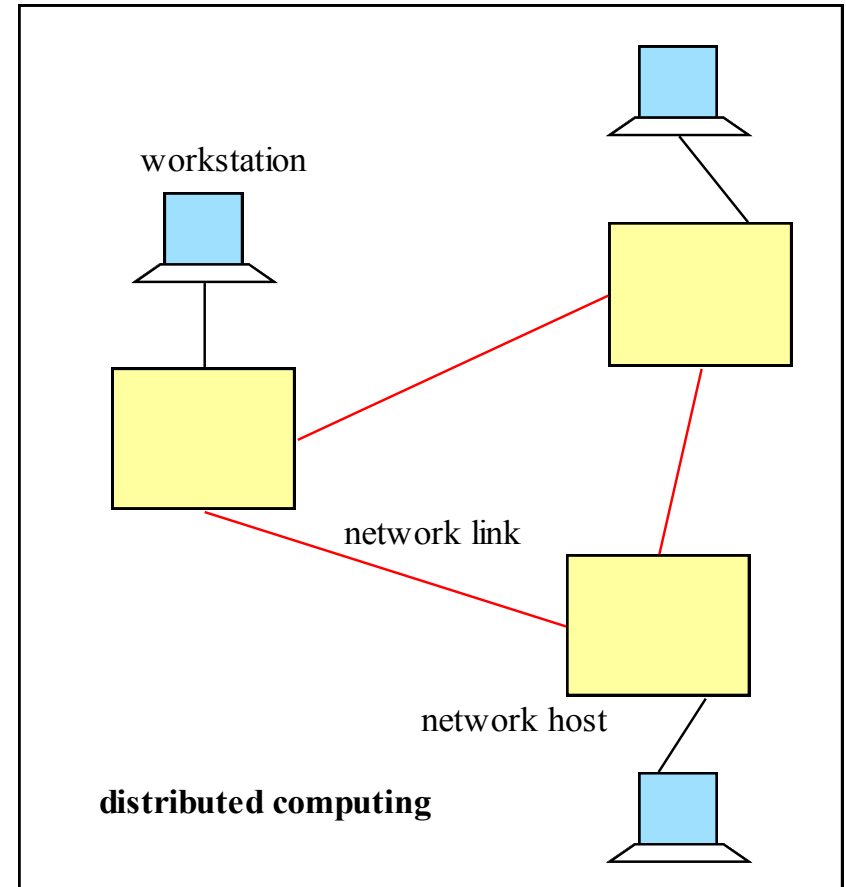 workstation
network link
network host
distributed computing